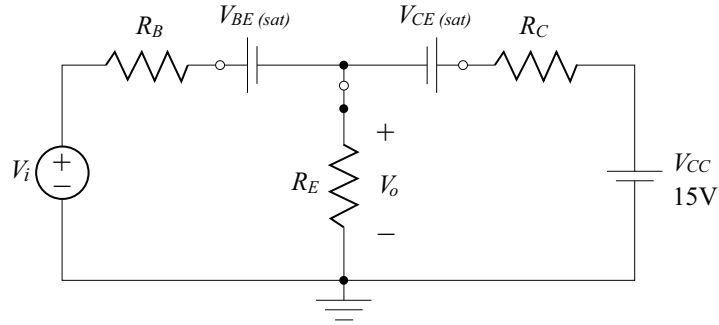 V_BE (sat)
V_CE (sat)
R_B
R_C
V_i
+
−
R_E
+
V_o
−
V_CC
15V